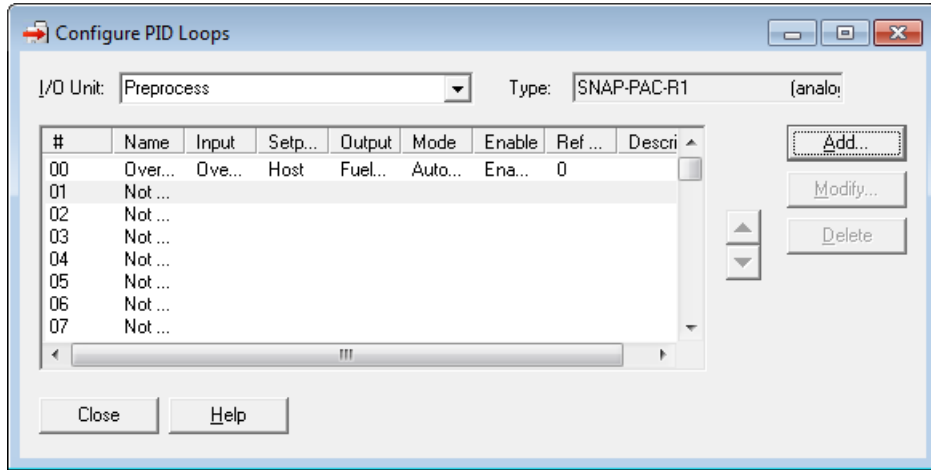 Configure PID Loops
I/O Unit: Preprocess Type: SNAP-PAC-R1 (analo
# Name Input Setp... Output Mode Enable Ref ... Descri
00 Over... Ove... Host Fuel... Auto... Ena... 0
01 Not ...
02 Not ...
03 Not ...
04 Not ...
05 Not ...
06 Not ...
07 Not ...
Add...
Modify...
Delete
Close Help